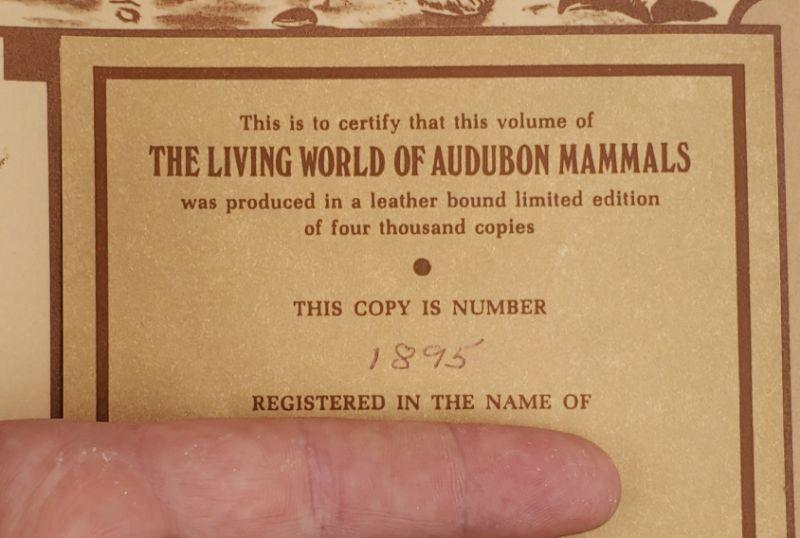 This is to certify that this volume of
THE LIVING WORLD OF AUDUBON MAMMALS
was produced in a leather bound limited edition
of four thousand copies
THIS COPY IS NUMBER
1895
REGISTERED IN THE NAME OF